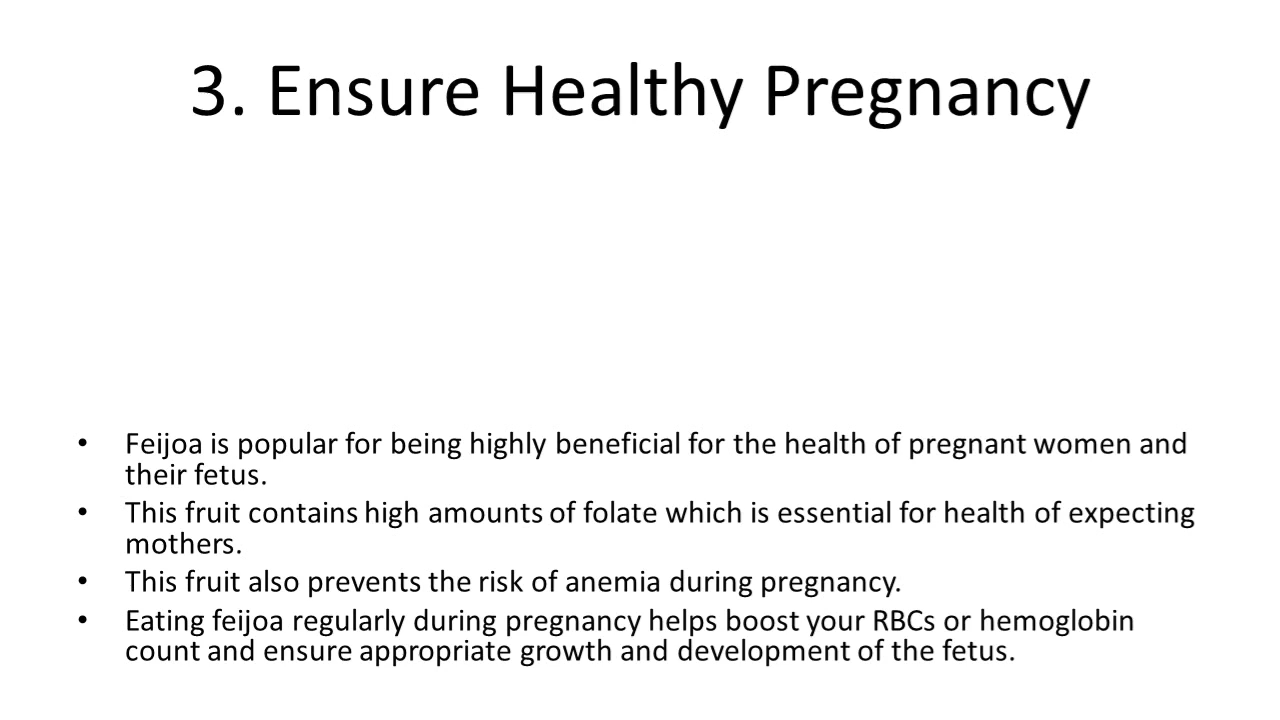 3. Ensure Healthy Pregnancy
• Feijoa is popular for being highly beneficial for the health of pregnant women and
their fetus.
• This fruit contains high amounts of folate which is essential for health of expecting
mothers.
• This fruit also prevents the risk of anemia during pregnancy.
• Eating feijoa regularly during pregnancy helps boost your RBCs or hemoglobin
count and ensure appropriate growth and development of the fetus.